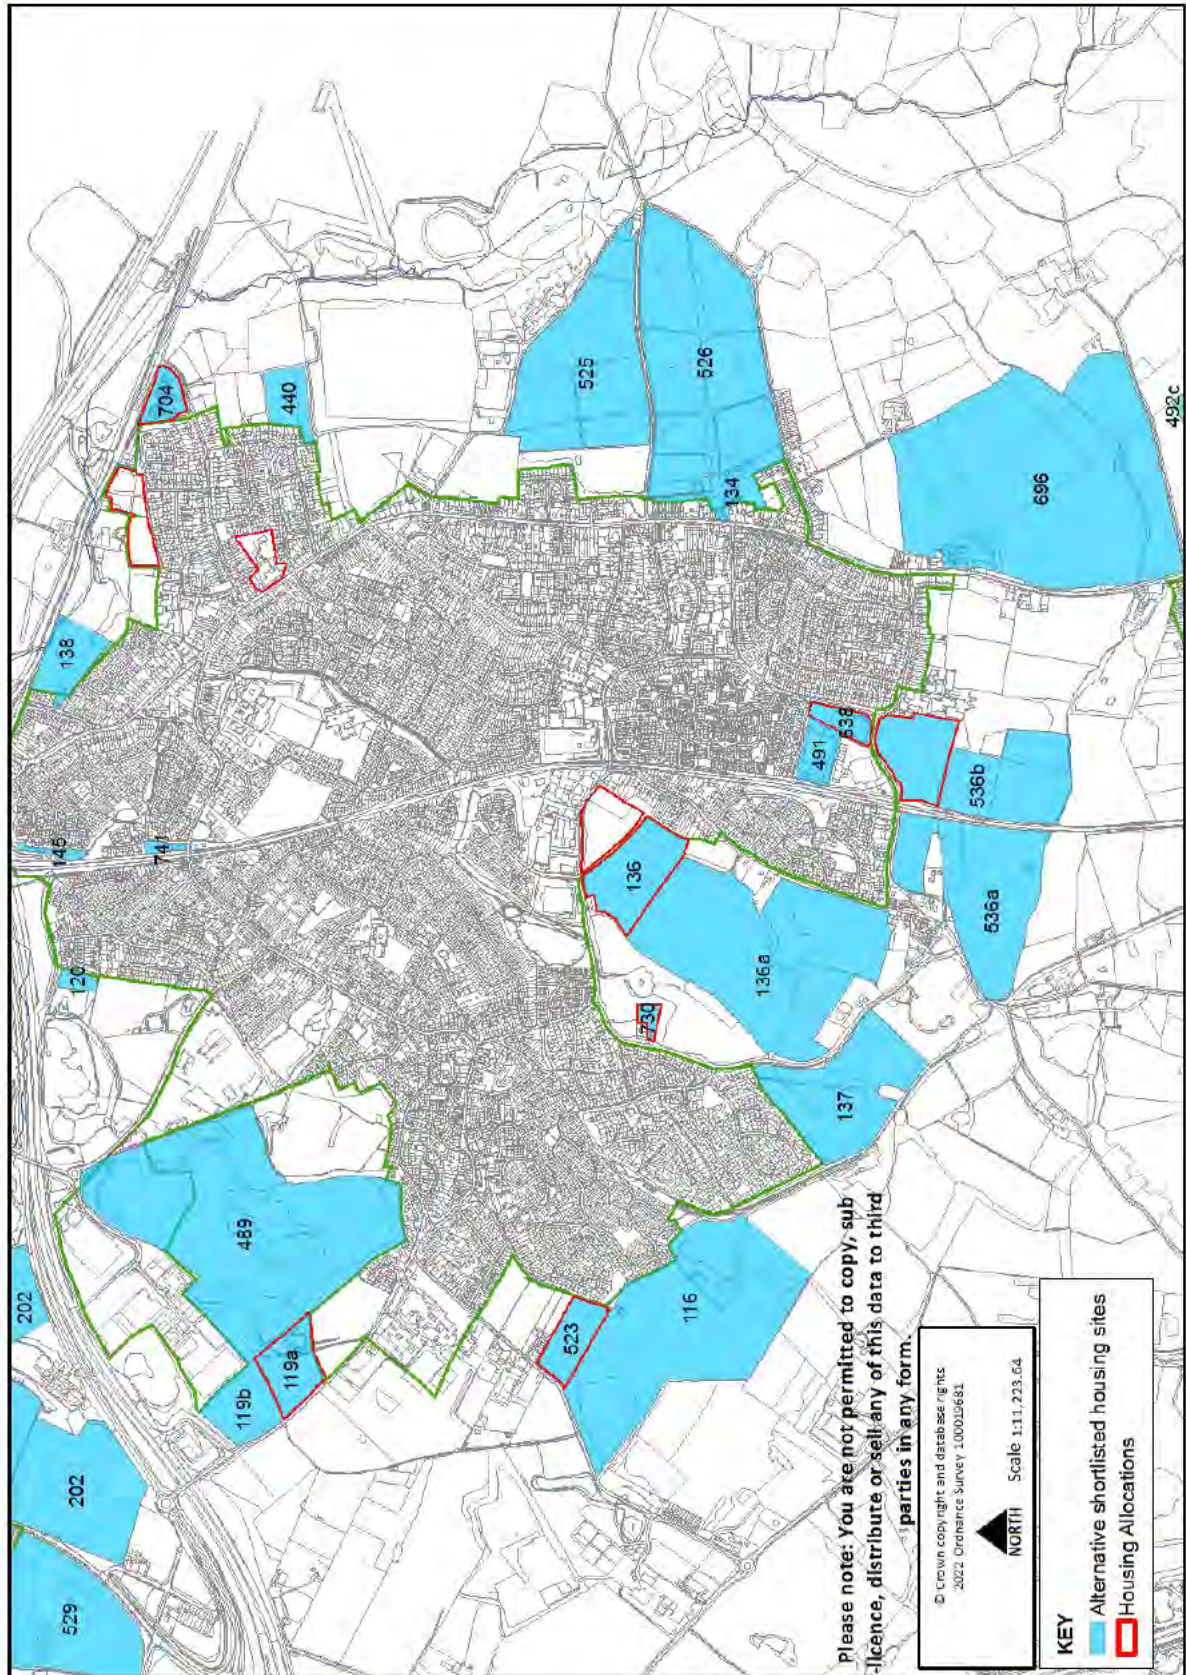 529
202
202
120
145
138
741
704
119b
489
119a
440
523
525
136
730
116
526
134
136a
137
491
638
536b
536a
696
492c
Please note: You are not permitted to copy, sub
-licence, distribute or sell any of this data to third
parties in any form.
© Crown copyright and database rights
2022 Ordnance Survey 100019681
NORTH
Scale 1:11,223.64
KEY
Alternative shortlisted housing sites
Housing Allocations